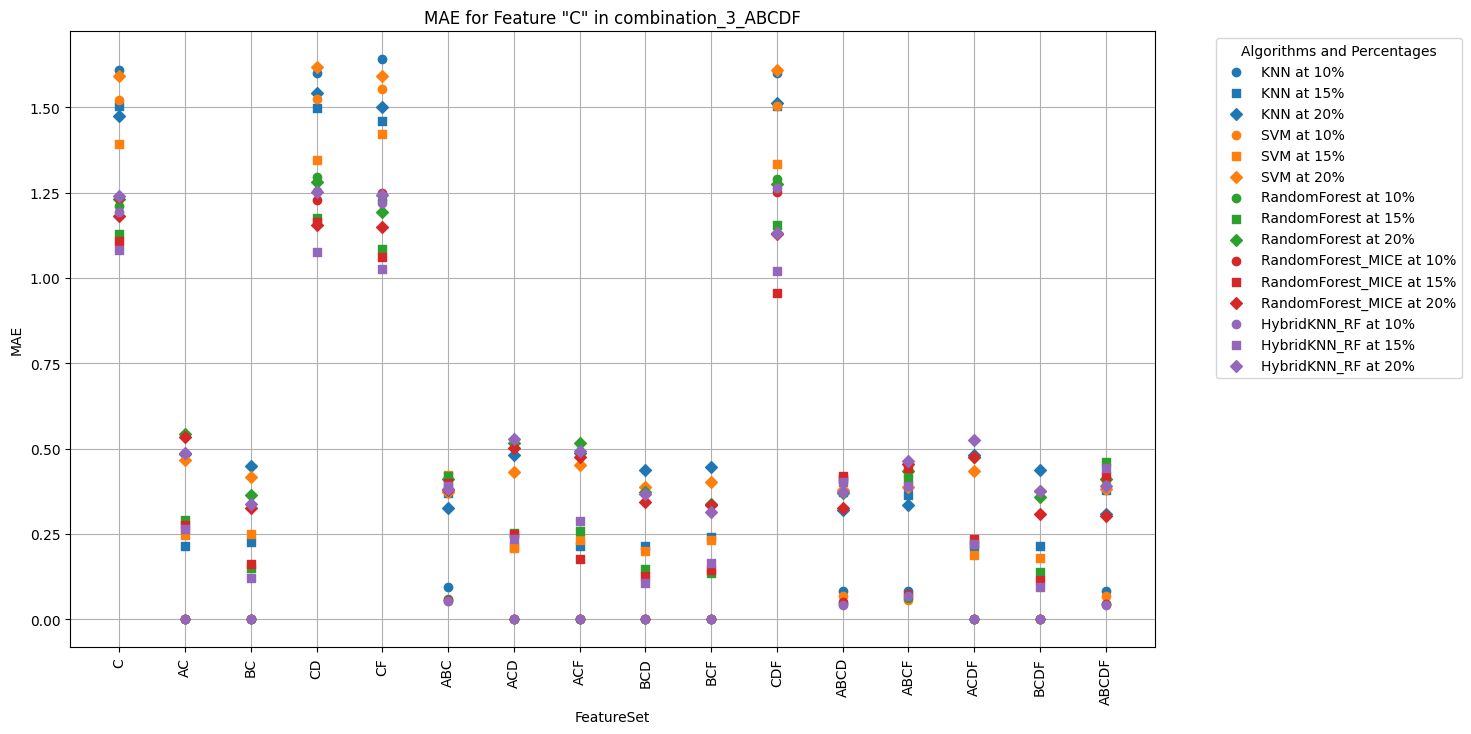 MAE for Feature "C" in combination_3_ABCDF
Algorithms and Percentages
KNN at 10%
KNN at 15%
KNN at 20%
SVM at 10%
SVM at 15%
SVM at 20%
RandomForest at 10%
RandomForest at 15%
RandomForest at 20%
RandomForest_MICE at 10%
RandomForest_MICE at 15%
RandomForest_MICE at 20%
HybridKNN_RF at 10%
HybridKNN_RF at 15%
HybridKNN_RF at 20%
MAE
1.50
1.25
1.00
0.75
0.50
0.25
0.00
C
AC
BC
CD
CF
ABC
ACD
ACF
BCD
BCF
CDF
ABCD
ABCF
ACDF
BCDF
ABCDF
FeatureSet